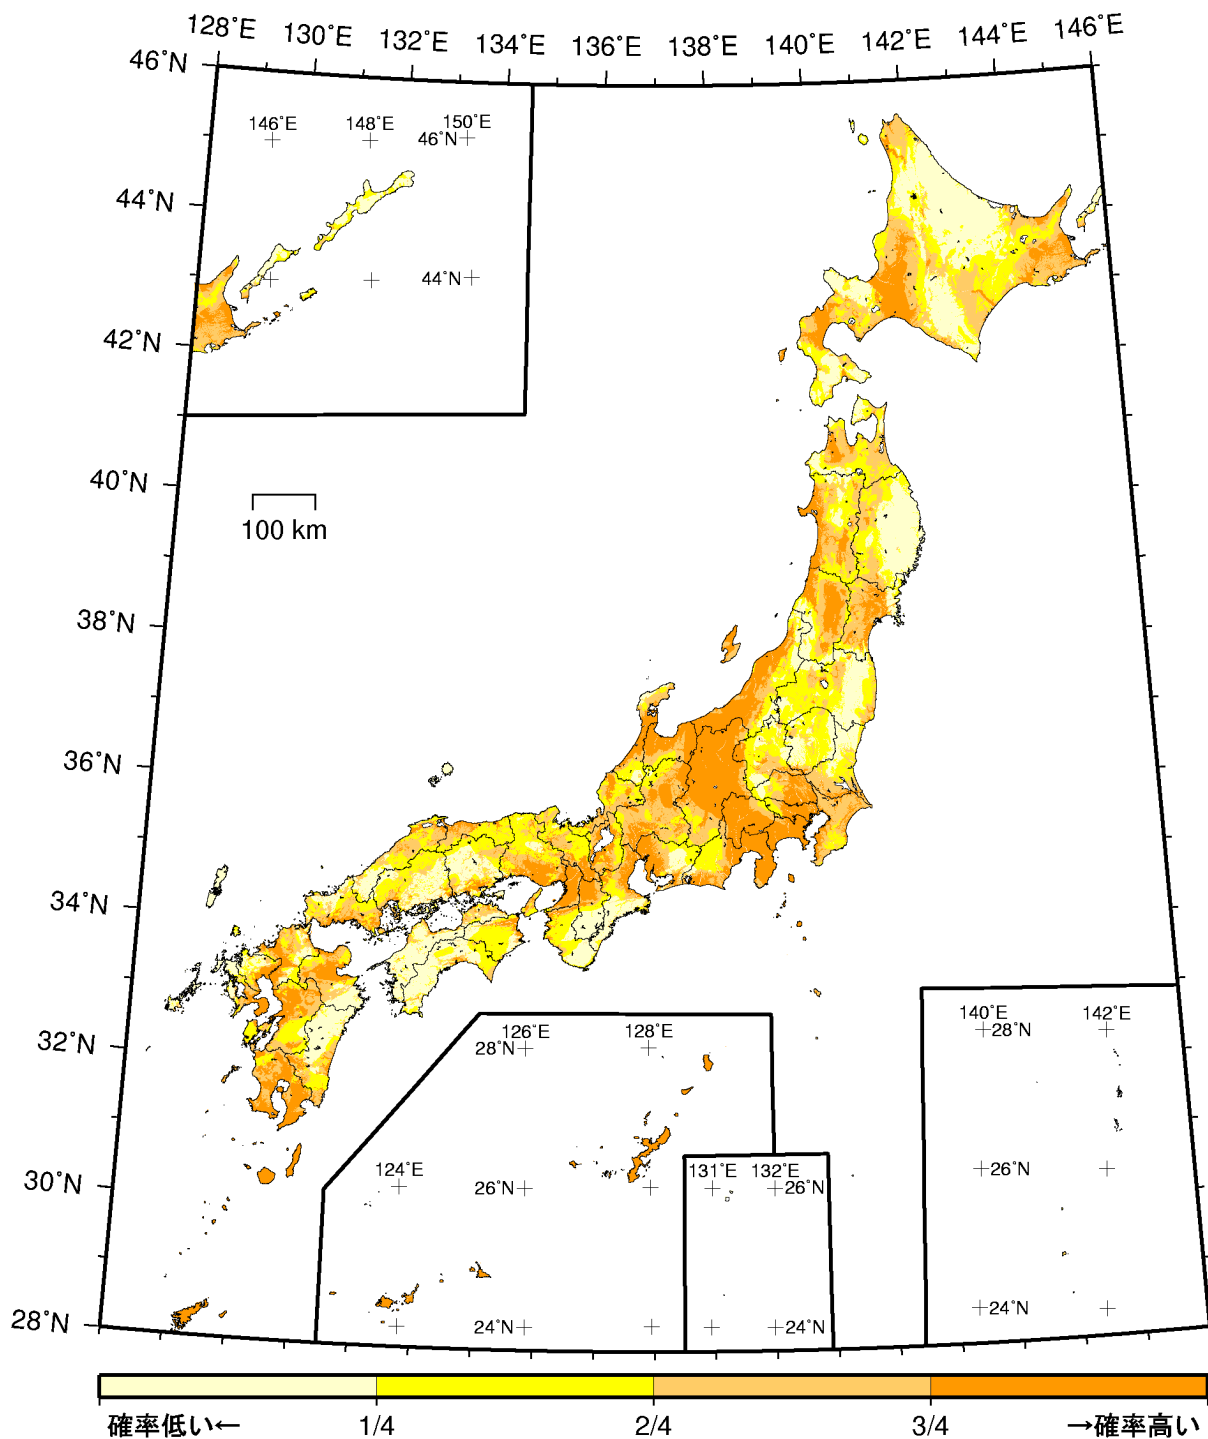 128°E 130°E 132°E 134°E 136°E 138°E 140°E 142°E 144°E 146°E
46°N
146°E 148°E 150°E
46°N
44°N
44°N
42°N
40°N
100 km
38°N
36°N
34°N
32°N
126°E 128°E
28°N
140°E 142°E
28°N
124°E
26°N
131°E 132°E
26°N
26°N
30°N
24°N
24°N
24°N
28°N
確率低い← 1/4 2/4 3/4 →確率高い